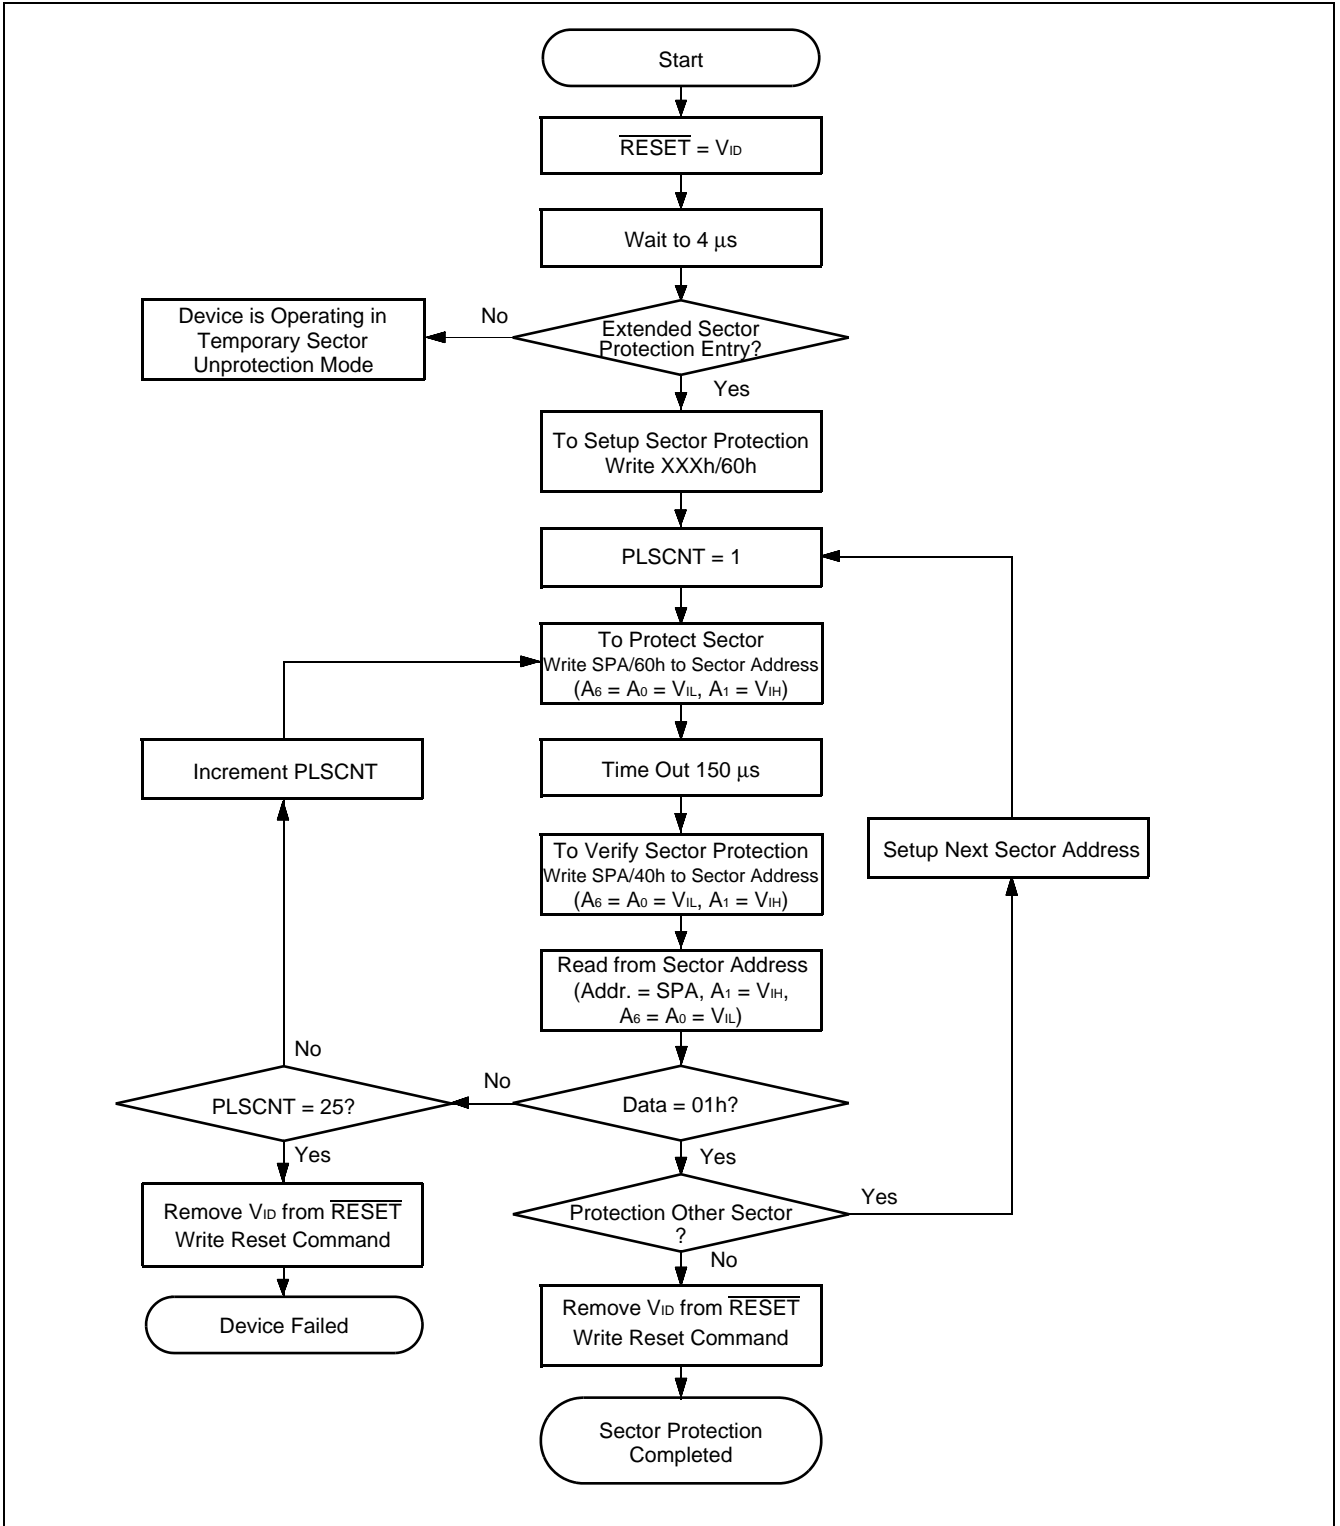 Start
RESET = VID
Wait to 4 μs
Device is Operating in
Temporary Sector
Unprotection Mode
No
Extended Sector
Protection Entry?
Yes
To Setup Sector Protection
Write XXXh/60h
PLSCNT = 1
To Protect Sector
Write SPA/60h to Sector Address
(A6 = A0 = VIL, A1 = VIH)
Increment PLSCNT
Time Out 150 μs
To Verify Sector Protection
Write SPA/40h to Sector Address
(A6 = A0 = VIL, A1 = VIH)
Setup Next Sector Address
Read from Sector Address
(Addr. = SPA, A1 = VIH,
A6 = A0 = VIL)
No
PLSCNT = 25?
No
Data = 01h?
Yes
Yes
Remove VID from RESET
Write Reset Command
Protection Other Sector
?
Yes
No
Device Failed
Remove VID from RESET
Write Reset Command
Sector Protection
Completed